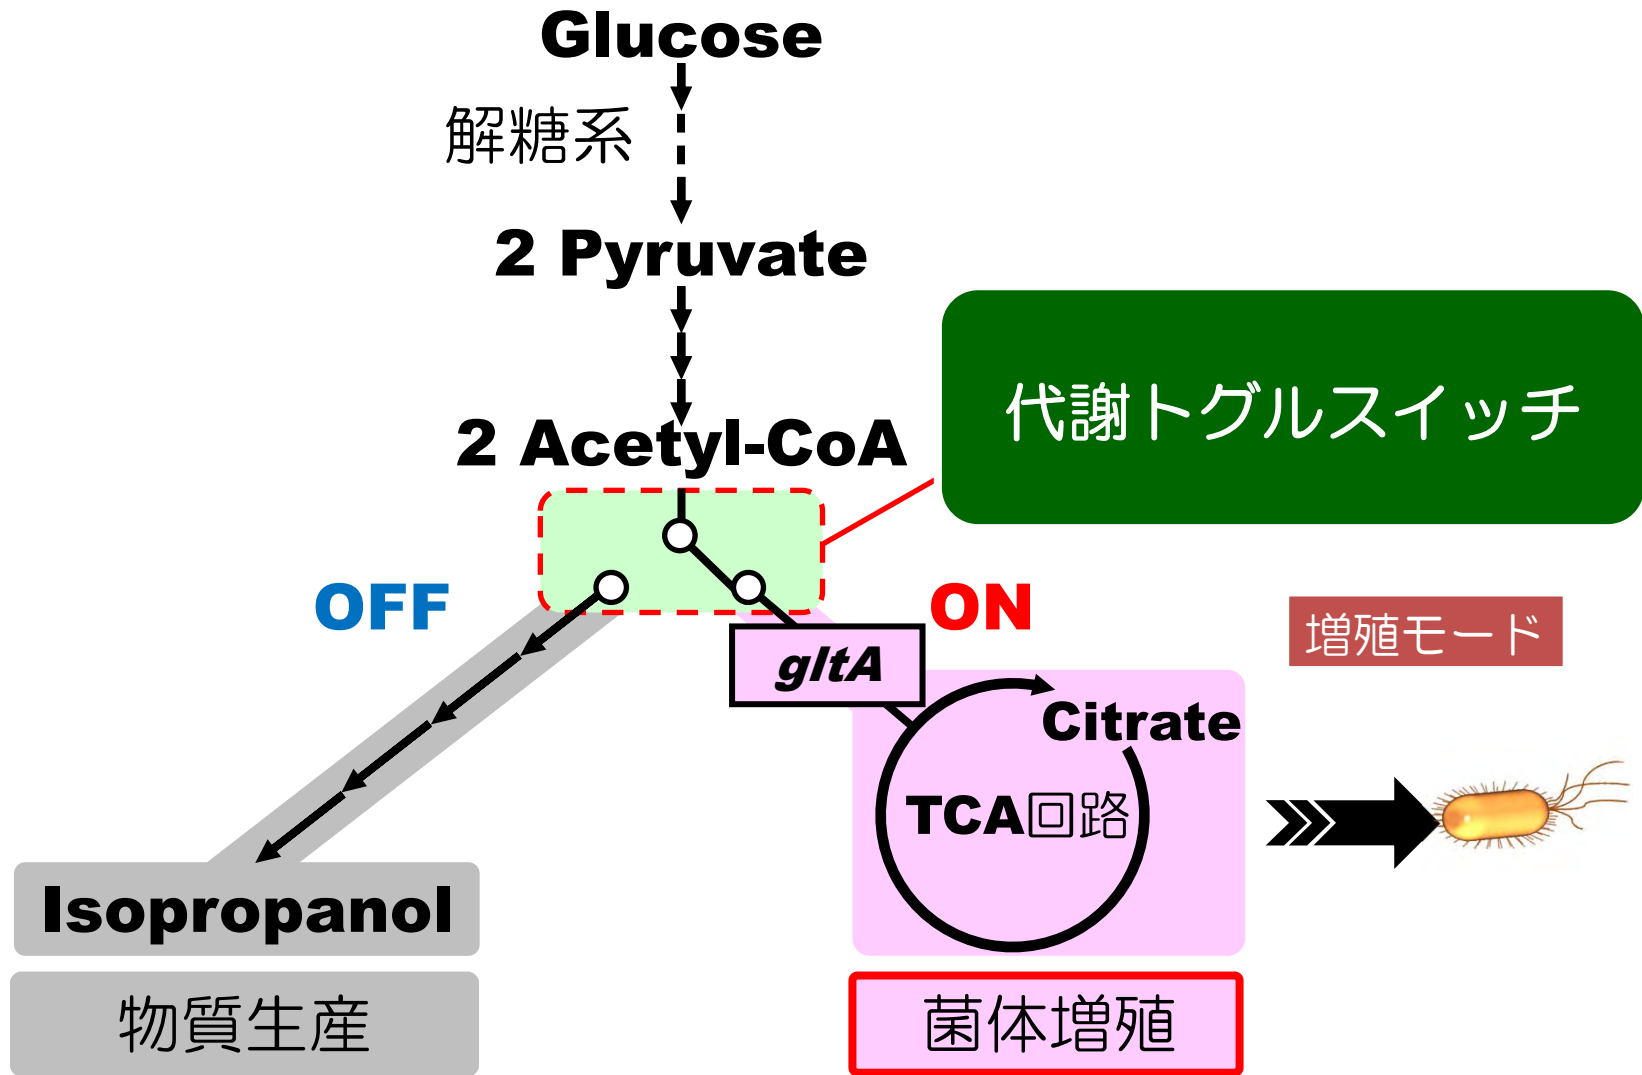 Glucose
解糖系
2 Pyruvate
代謝トグルスイッチ
2 Acetyl-CoA
OFF
ON
増殖モード
gltA
Citrate
TCA回路
Isopropanol
物質生産
菌体増殖